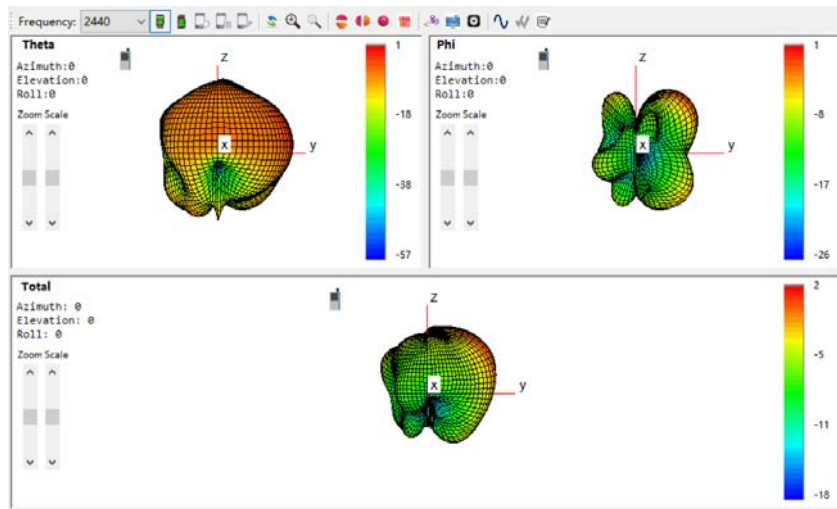 Frequency: 2440
Theta
Azimuth:0
Elevation:0
Roll:0
Zoom Scale
Z
y
x
1
-18
-38
-57
Phi
Azimuth:0
Elevation:0
Roll:0
Zoom Scale
Z
y
x
1
-8
-17
-26
Total
Azimuth: 0
Elevation: 0
Roll: 0
Zoom Scale
Z
y
x
2
-5
-11
-18